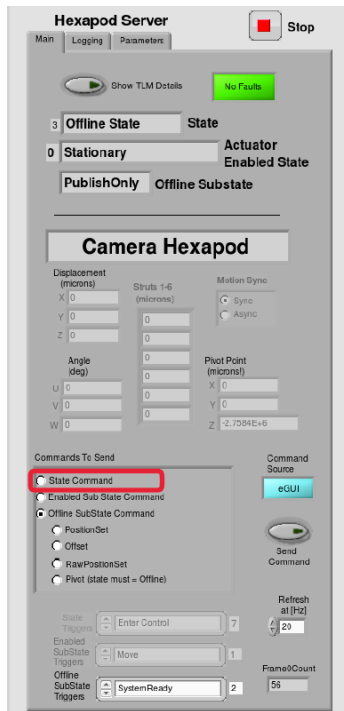 Hexapod Server
Stop
Main Logging Parameters
Show TLM Details
No Faults
3 Offline State State
0 Stationary Actuator Enabled State
PublishOnly Offline Substate
Camera Hexapod
Displacement (microns)
Struts 1-6 (microns)
Motion Sync
X 0
Y 0
Z 0
0
0
0
0
0
0
Sync
Async
Angle (deg)
U 0
V 0
W 0
Pivot Point (microns!)
X 0
Y 0
Z -2.7584E+6
Commands To Send
State Command
Enabled Sub State Command
Offline SubState Command
PositionSet
Offset
RawPositionSet
Pivot (state must = Offline)
Command Source
eGUI
Send Command
Refresh at [Hz]
20
State Triggers Enter Control 7
Enabled SubState Triggers Move 1
Offline SubState Triggers SystemReady 2
Frame0Count
56